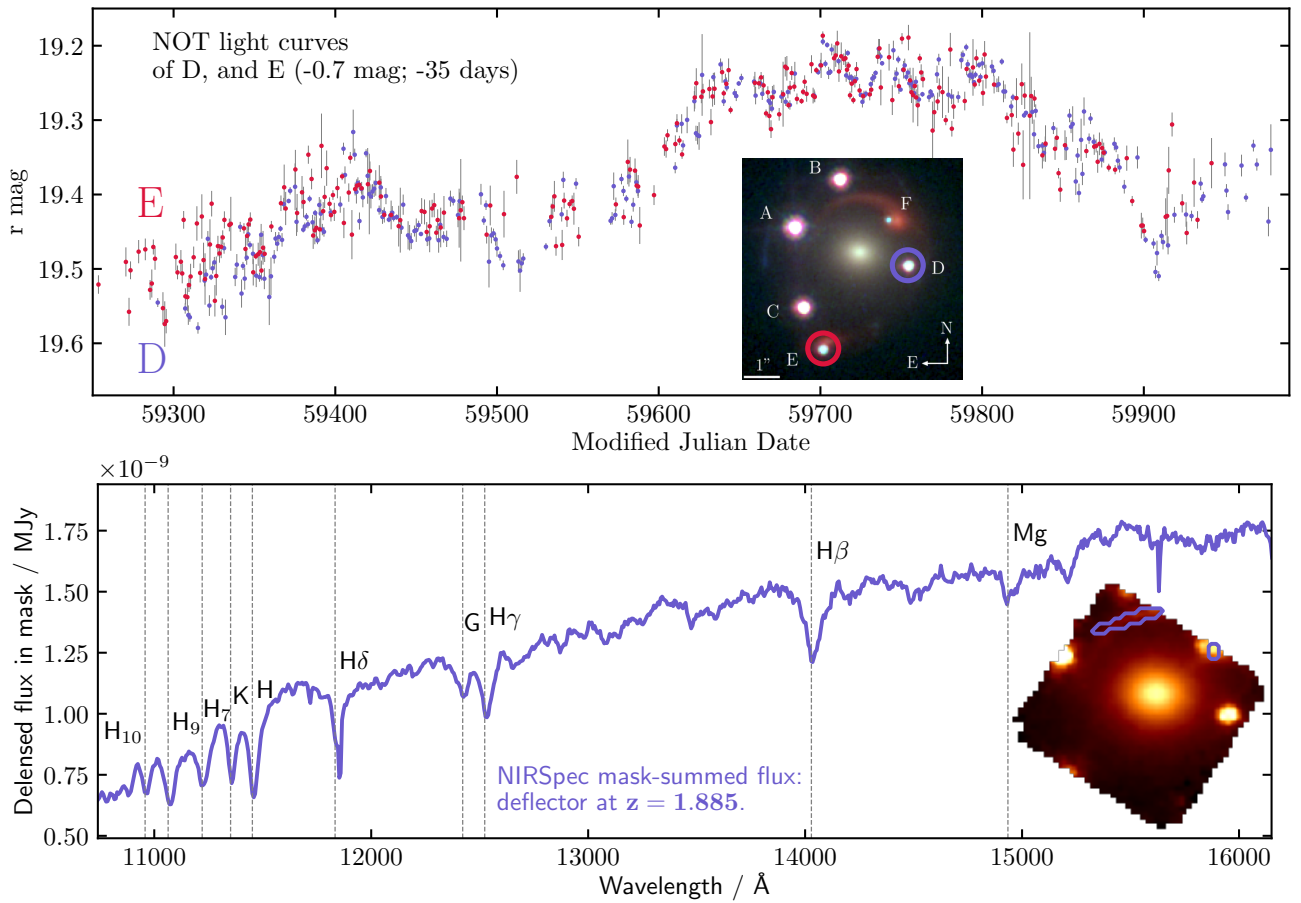 NOT light curves
of D, and E (-0.7 mag; -35 days)
19.2
19.3
19.4
19.5
19.6
r mag
E
D
B
A
F
D
C
E
N
E
1"
59300 59400 59500 59600 59700 59800 59900
Modified Julian Date
×10⁻⁹
1.75
1.50
1.25
1.00
0.75
0.50
Delensed flux in mask / MJy
H₁₀
H₉
H₇
K
H
Hδ
G
Hγ
Hβ
Mg
NIRSpec mask-summed flux:
deflector at z = 1.885.
11000 12000 13000 14000 15000 16000
Wavelength / Å